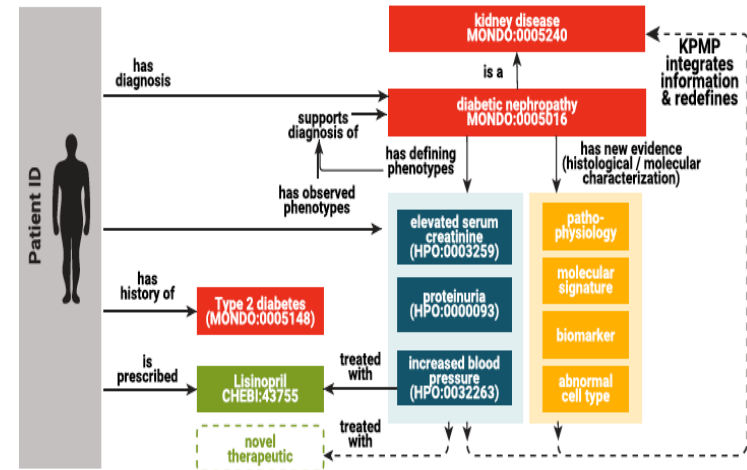 Patient ID
kidney disease
MONDO:0005240
KPMP
integrates
information
& redefines
is a
has
diagnosis
diabetic nephropathy
MONDO:0005016
supports
diagnosis of
has defining
phenotypes
has new evidence
(histological / molecular
characterization)
has observed
phenotypes
elevated serum
creatinine
(HPO:0003259)
patho-
physiology
proteinuria
(HPO:0000093)
molecular
signature
has
history of
Type 2 diabetes
(MONDO:0005148)
biomarker
is
prescribed
Lisinopril
CHEBI:43755
treated
with
increased blood
pressure
(HPO:0032263)
abnormal
cell type
novel
therapeutic
treated
with